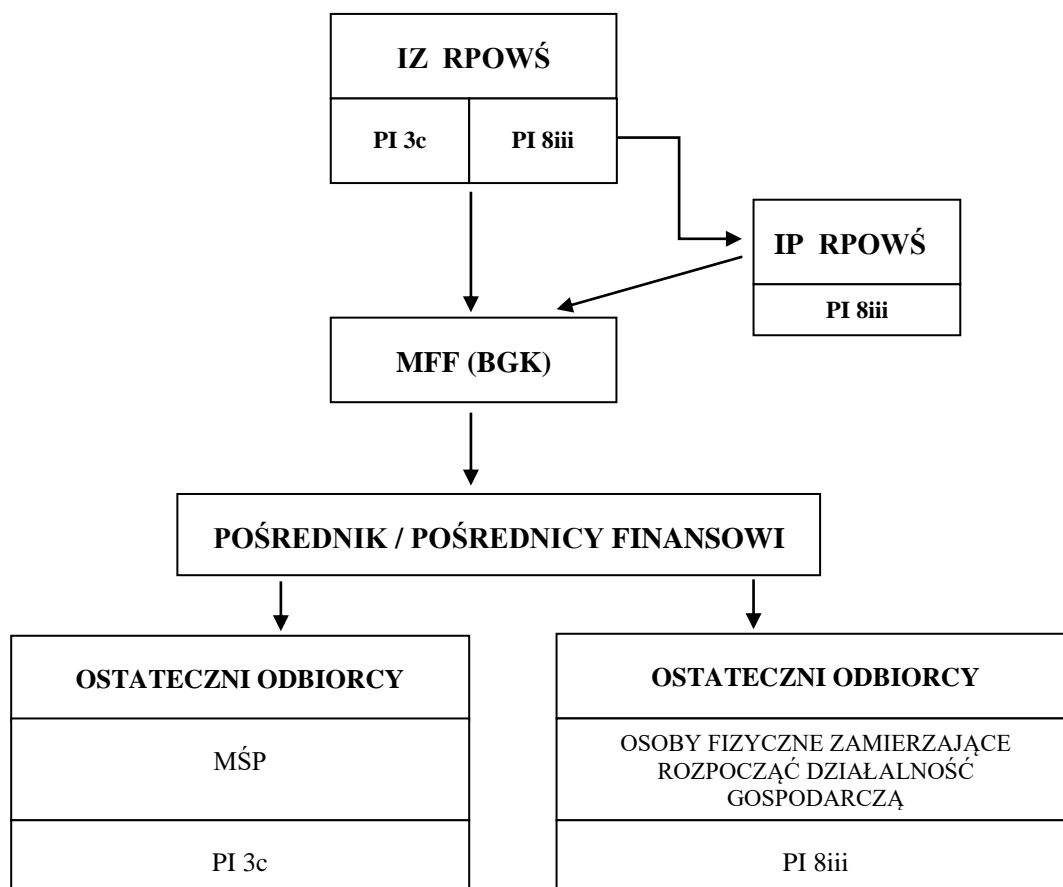 IZ RPOWŚ
PI 3c
PI 8iii
IP RPOWŚ
PI 8iii
MFF (BGK)
POŚREDNIK / POŚREDNICY FINANSOWI
OSTATECZNI ODBIORCY
MŚP
PI 3c
OSTATECZNI ODBIORCY
OSOBY FIZYCZNE ZAMIERZAJĄCE
ROZPOCZĄĆ DZIAŁALNOŚĆ
GOSPODARCZĄ
PI 8iii